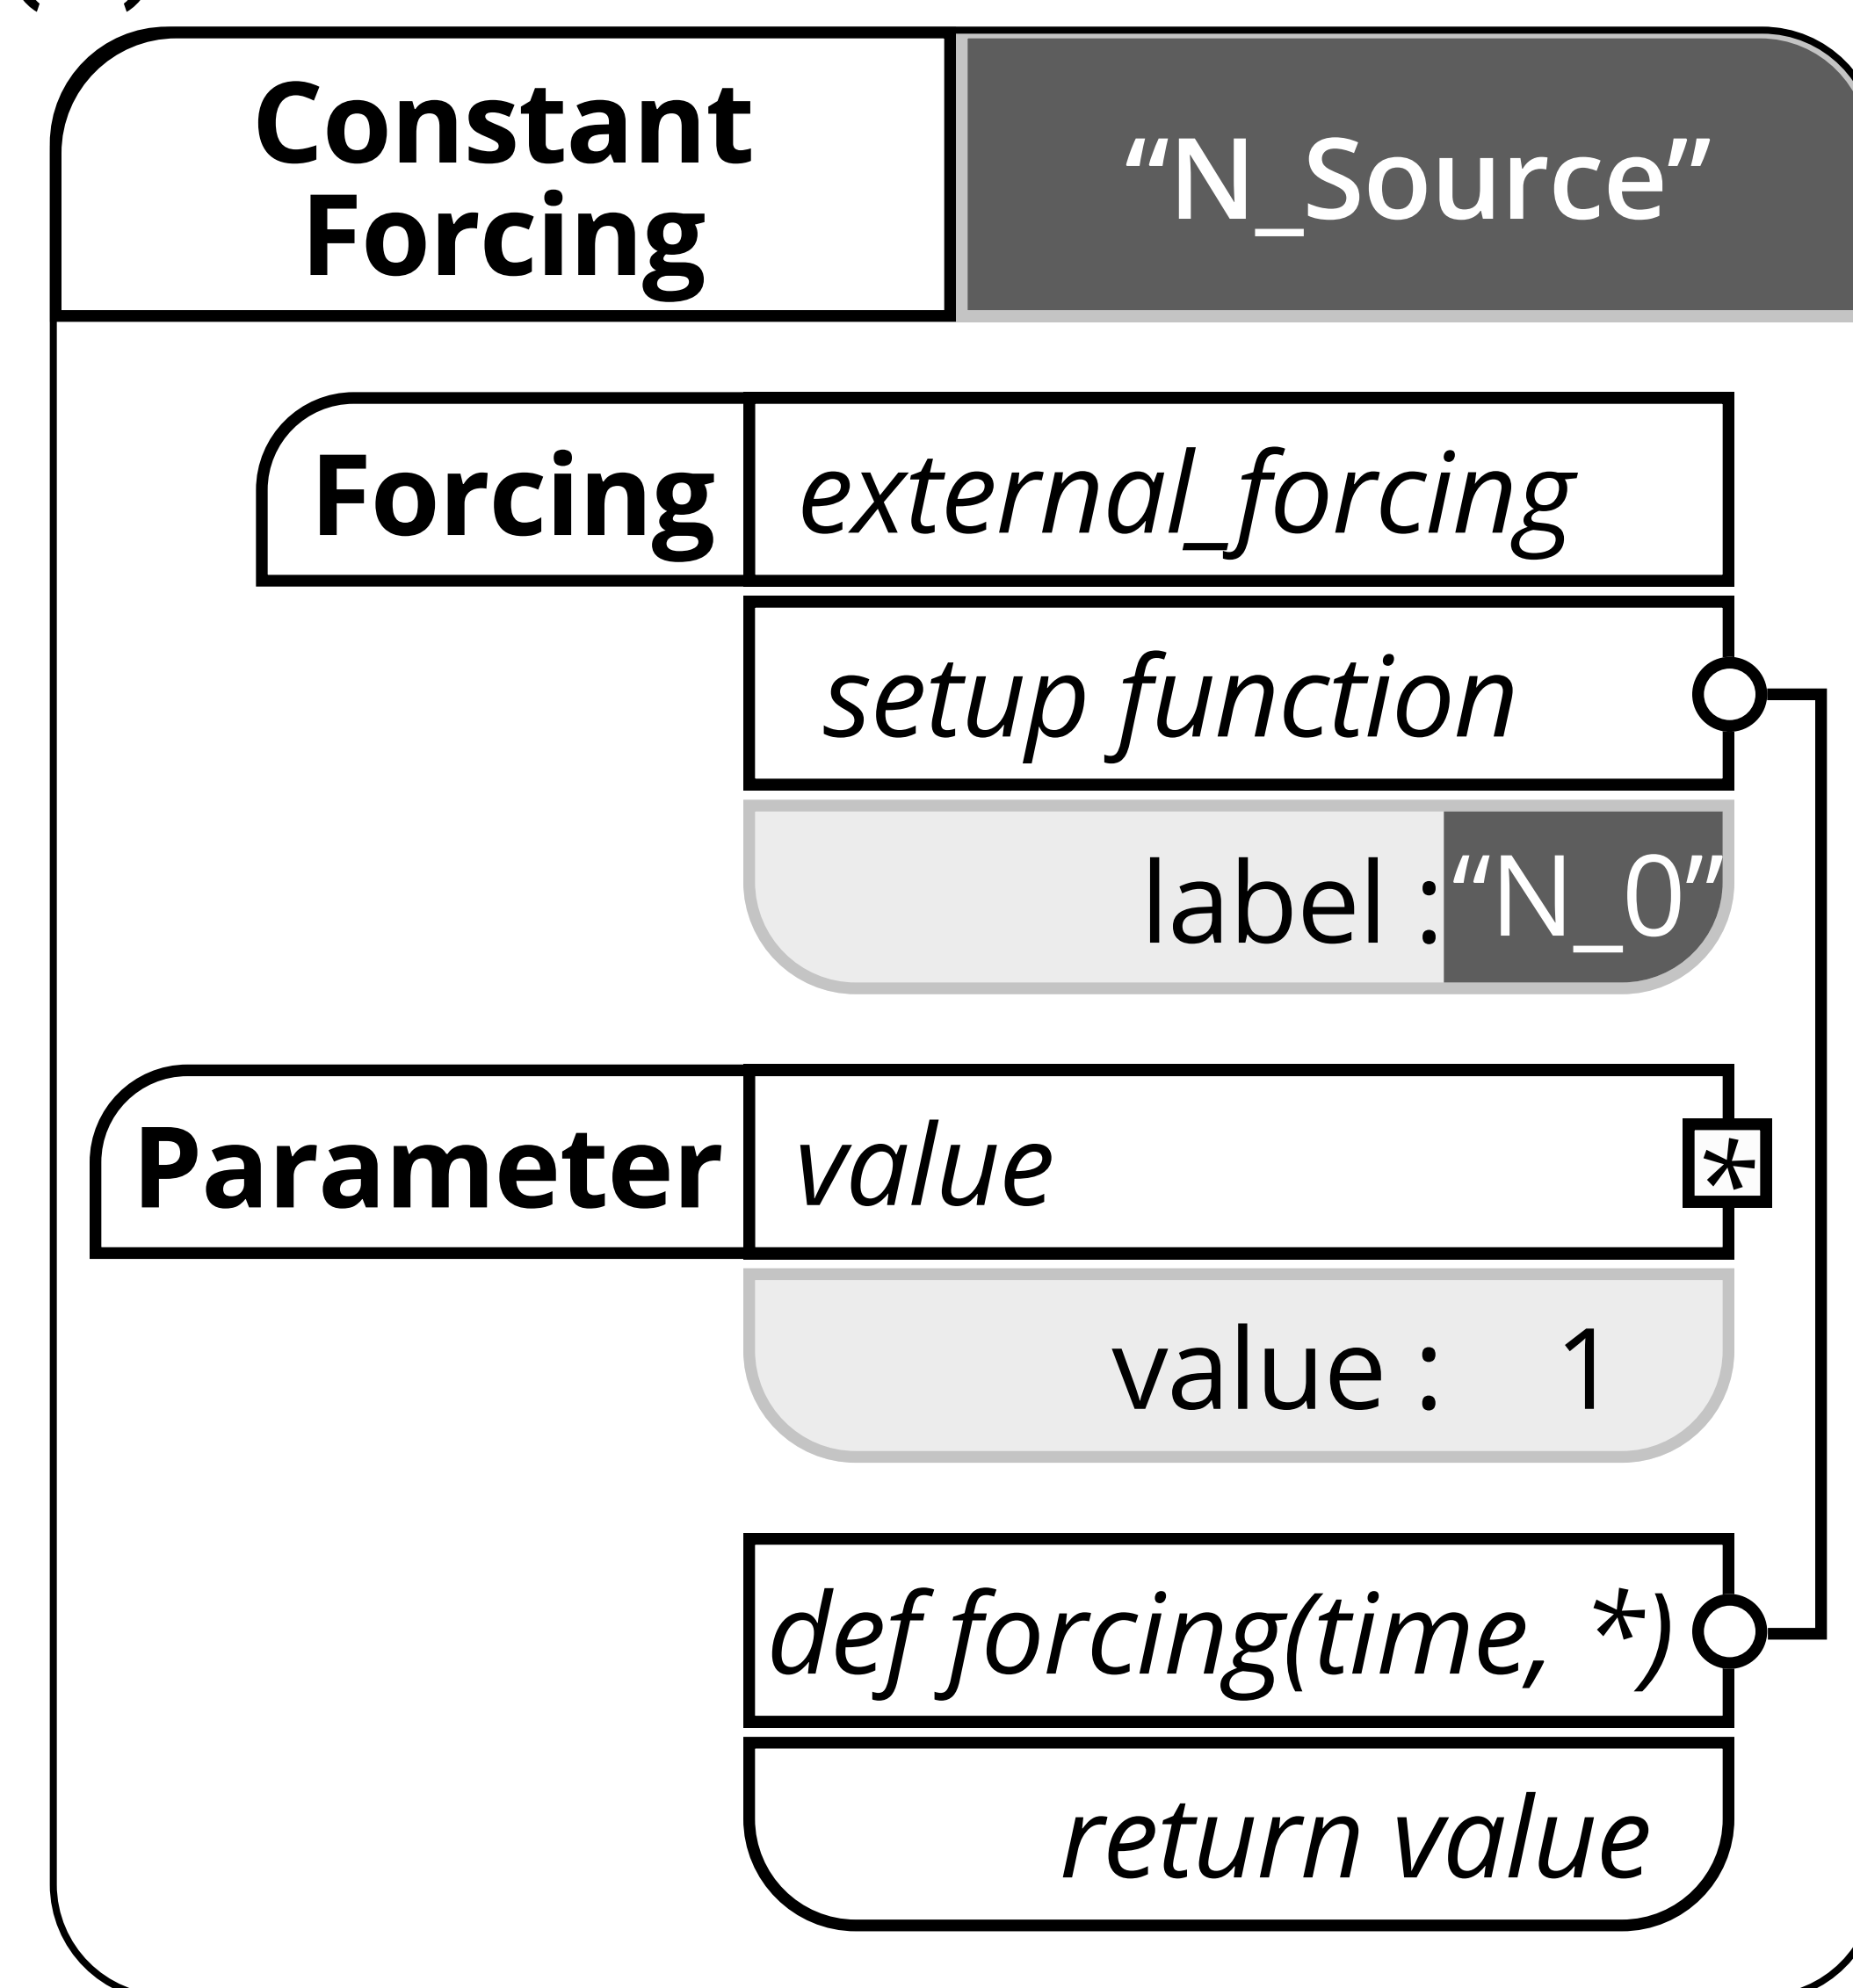 Constant
Forcing
“N_Source”
Forcing external_forcing
setup function
label : “N_0”
Parameter value *
value : 1
def forcing(time, *)
return value